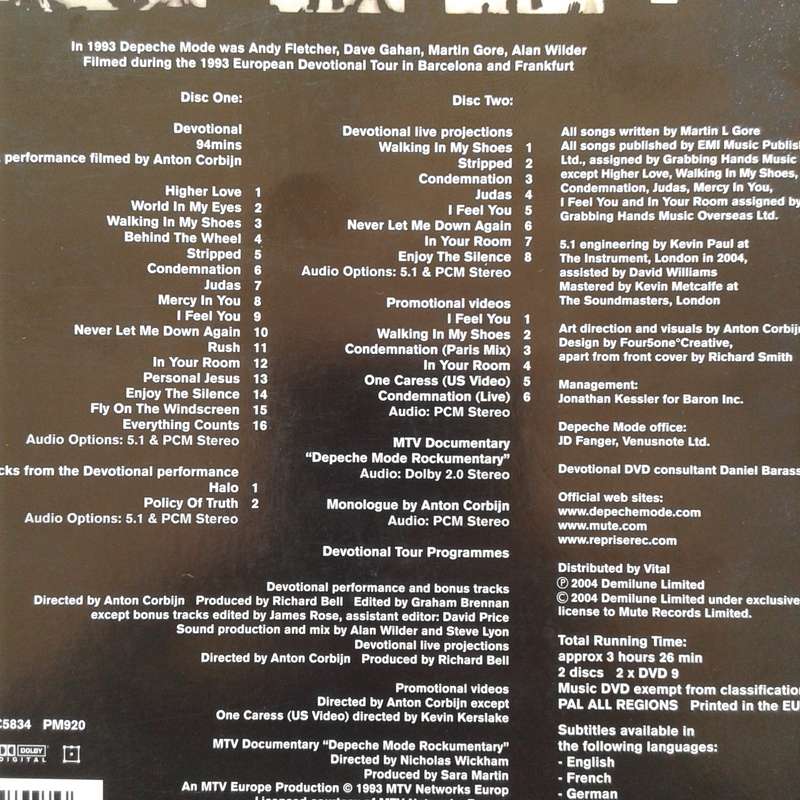 In 1993 Depeche Mode was Andy Fletcher, Dave Gahan, Martin Gore, Alan Wilder
Filmed during the 1993 European Devotional Tour in Barcelona and Frankfurt
Disc One:
Devotional
94mins
performance filmed by Anton Corbijn
Higher Love 1
World In My Eyes 2
Walking In My Shoes 3
Behind The Wheel 4
Stripped 5
Condemnation 6
Judas 7
Mercy In You 8
I Feel You 9
Never Let Me Down Again 10
Rush 11
In Your Room 12
Personal Jesus 13
Enjoy The Silence 14
Fly On The Windscreen 15
Everything Counts 16
Audio Options: 5.1 & PCM Stereo
from the Devotional performance
Halo 1
Policy Of Truth 2
Audio Options: 5.1 & PCM Stereo
Disc Two:
Devotional live projections
Walking In My Shoes 1
Stripped 2
Condemnation 3
Judas 4
I Feel You 5
Never Let Me Down Again 6
In Your Room 7
Enjoy The Silence 8
Audio Options: 5.1 & PCM Stereo
Promotional videos
I Feel You 1
Walking In My Shoes 2
Condemnation (Paris Mix) 3
In Your Room 4
One Caress (US Video) 5
Condemnation (Live) 6
Audio: PCM Stereo
MTV Documentary
“Depeche Mode Rockumentary”
Audio: Dolby 2.0 Stereo
Monologue by Anton Corbijn
Audio: PCM Stereo
Devotional Tour Programmes
Devotional performance and bonus tracks
Directed by Anton Corbijn Produced by Richard Bell Edited by Graham Brennan
except bonus tracks edited by James Rose, assistant editor: David Price
Sound production and mix by Alan Wilder and Steve Lyon
Devotional live projections
Directed by Anton Corbijn Produced by Richard Bell
Promotional videos
Directed by Anton Corbijn except
One Caress (US Video) directed by Kevin Kerslake
MTV Documentary “Depeche Mode Rockumentary”
Directed by Nicholas Wickham
Produced by Sara Martin
An MTV Europe Production © 1993 MTV Networks Europ
All songs written by Martin L Gore
All songs published by EMI Music Publis
Ltd., assigned by Grabbing Hands Music
except Higher Love, Walking In My Shoes,
Condemnation, Judas, Mercy In You,
I Feel You and In Your Room assigned by
Grabbing Hands Music Overseas Ltd.
5.1 engineering by Kevin Paul at
The Instrument, London in 2004,
assisted by David Williams
Mastered by Kevin Metcalfe at
The Soundmasters, London
Art direction and visuals by Anton Corbijn
Design by Four5one°Creative,
apart from front cover by Richard Smith
Management:
Jonathan Kessler for Baron Inc.
Depeche Mode office:
JD Fanger, Venusnote Ltd.
Devotional DVD consultant Daniel Barass
Official web sites:
www.depechemode.com
www.mute.com
www.repriserec.com
Distributed by Vital
℗ 2004 Demilune Limited
© 2004 Demilune Limited under exclusive
license to Mute Records Limited.
Total Running Time:
approx 3 hours 26 min
2 discs 2 x DVD 9
Music DVD exempt from classification
PAL ALL REGIONS Printed in the EU
Subtitles available in
the following languages:
- English
- French
- German
5834 PM920
DOLBY
DIGITAL